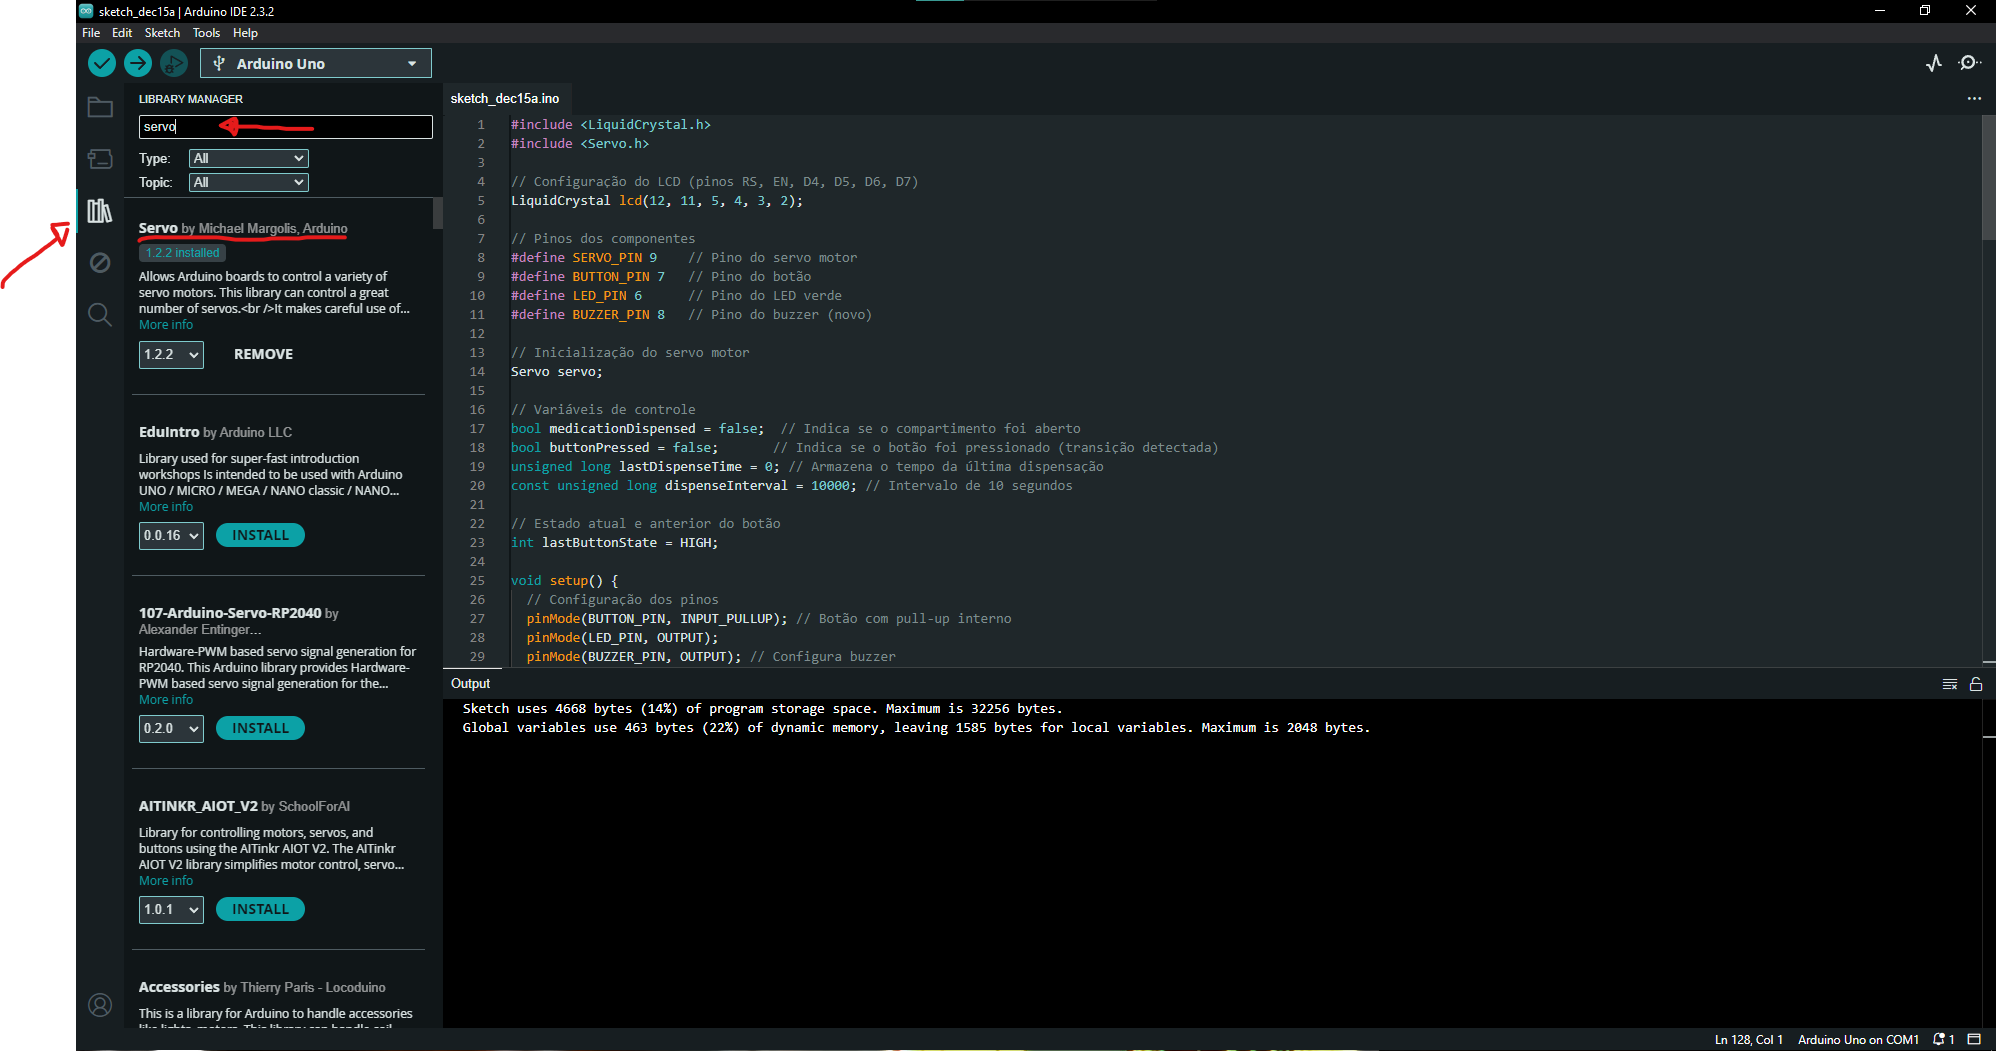 sketch_dec15a | Arduino IDE 2.3.2
File Edit Sketch Tools Help
Arduino Uno
LIBRARY MANAGER
servo
Type: All
Topic: All
Servo by Michael Margolis, Arduino
1.2.2 installed
Allows Arduino boards to control a variety of
servo motors. This library can control a great
number of servos.<br />It makes careful use of...
More info
1.2.2 REMOVE
EduIntro by Arduino LLC
Library used for super-fast introduction
workshops Is intended to be used with Arduino
UNO / MICRO / MEGA / NANO classic / NANO...
More info
0.0.16 INSTALL
107-Arduino-Servo-RP2040 by
Alexander Entinger...
Hardware-PWM based servo signal generation for
RP2040. This Arduino library provides Hardware-
PWM based servo signal generation for the...
More info
0.2.0 INSTALL
AITINKR_AIOT_V2 by SchoolForAI
Library for controlling motors, servos, and
buttons using the AITinkr AIOT V2. The AITinkr
AIOT V2 library simplifies motor control, servo...
More info
1.0.1 INSTALL
Accessories by Thierry Paris - Locoduino
This is a library for Arduino to handle accessories
sketch_dec15a.ino
1 #include <LiquidCrystal.h>
2 #include <Servo.h>
3
4 // Configuração do LCD (pinos RS, EN, D4, D5, D6, D7)
5 LiquidCrystal lcd(12, 11, 5, 4, 3, 2);
6
7 // Pinos dos componentes
8 #define SERVO_PIN 9 // Pino do servo motor
9 #define BUTTON_PIN 7 // Pino do botão
10 #define LED_PIN 6 // Pino do LED verde
11 #define BUZZER_PIN 8 // Pino do buzzer (novo)
12
13 // Inicialização do servo motor
14 Servo servo;
15
16 // Variáveis de controle
17 bool medicationDispensed = false; // Indica se o compartimento foi aberto
18 bool buttonPressed = false; // Indica se o botão foi pressionado (transição detectada)
19 unsigned long lastDispenseTime = 0; // Armazena o tempo da última dispensação
20 const unsigned long dispenseInterval = 10000; // Intervalo de 10 segundos
21
22 // Estado atual e anterior do botão
23 int lastButtonState = HIGH;
24
25 void setup() {
26 // Configuração dos pinos
27 pinMode(BUTTON_PIN, INPUT_PULLUP); // Botão com pull-up interno
28 pinMode(LED_PIN, OUTPUT);
29 pinMode(BUZZER_PIN, OUTPUT); // Configura buzzer
Output
Sketch uses 4668 bytes (14%) of program storage space. Maximum is 32256 bytes.
Global variables use 463 bytes (22%) of dynamic memory, leaving 1585 bytes for local variables. Maximum is 2048 bytes.
Ln 128, Col 1 Arduino Uno on COM1 1